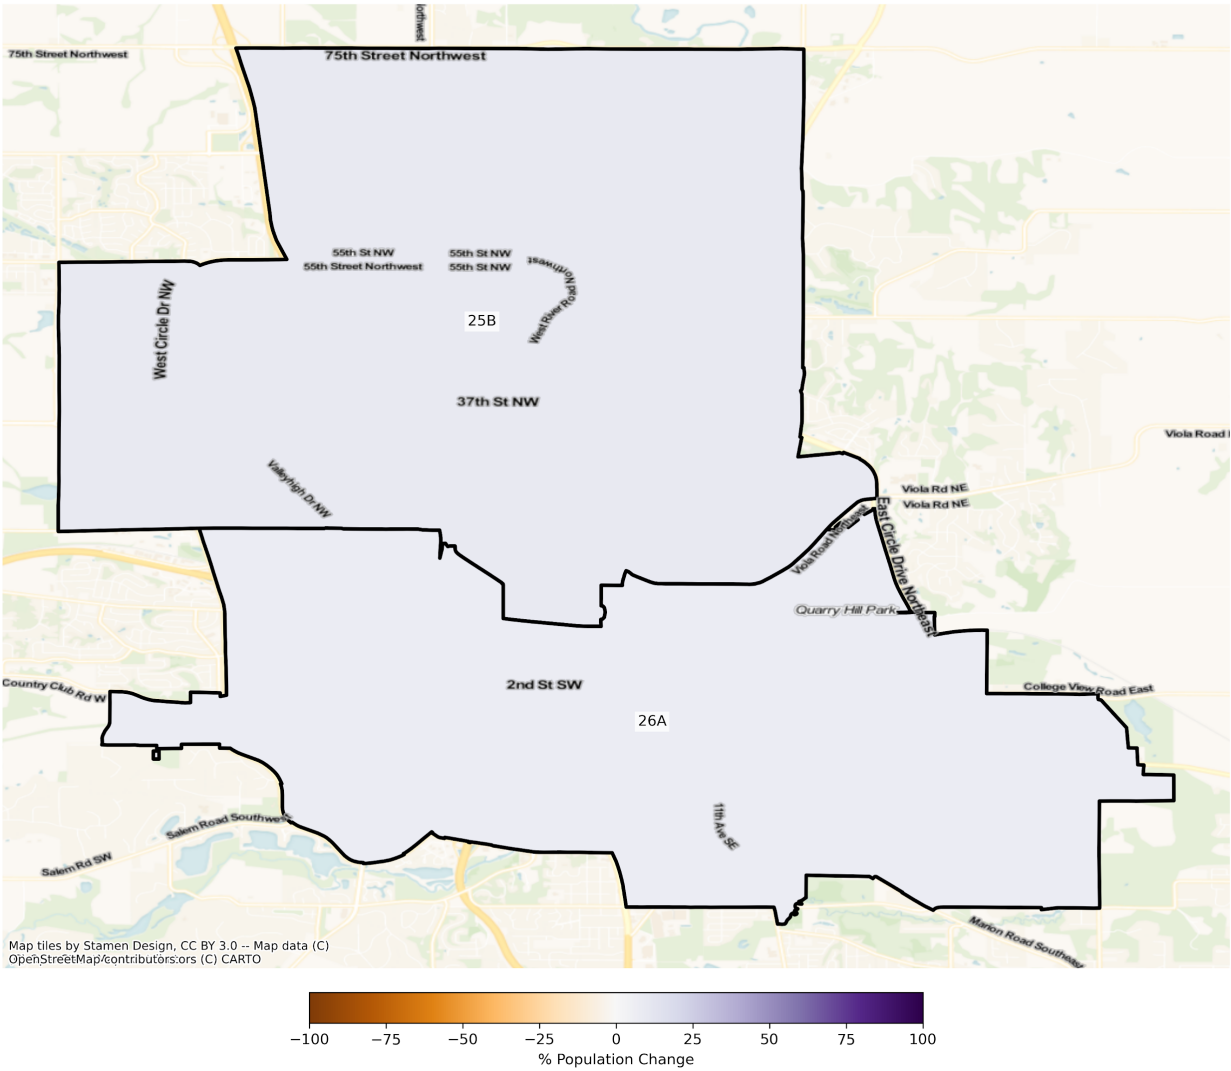 orthwest
75th Street Northwest
75th Street Northwest
55th St NW
55th St NW
55th Street Northwest
55th St NW
West River Road Northwest
West Circle Dr NW
25B
37th St NW
Viola Road
Valleyhigh Dr NW
Viola Rd NE
Viola Rd NE
East Circle Drive Northeast
Viola Road Northeast
Quarry Hill Park
Country Club Rd W
2nd St SW
College View Road East
26A
11th Ave SE
Salem Road Southwest
Salem Rd SW
Marion Road Southeast
Map tiles by Stamen Design, CC BY 3.0 -- Map data (C)
OpenStreetMap contributors (C) CARTO
−100 −75 −50 −25 0 25 50 75 100
% Population Change